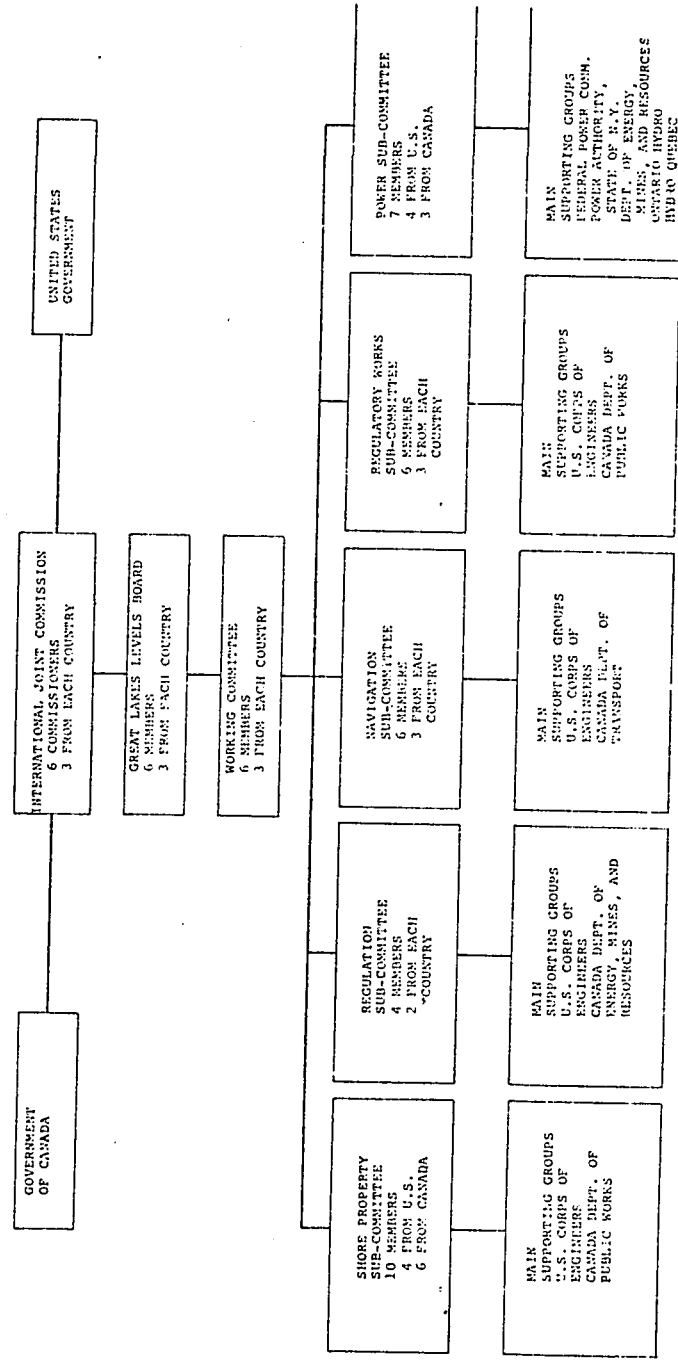 GOVERNMENT
OF CANADA
INTERNATIONAL JOINT COMMISSION
6 COMMISSIONERS
3 FROM EACH COUNTRY
UNITED STATES
GOVERNMENT
GREAT LAKES LEVELS BOARD
6 MEMBERS
3 FROM EACH COUNTRY
WORKING COMMITTEE
6 MEMBERS
3 FROM EACH COUNTRY
SHORE PROPERTY
SUB-COMMITTEE
10 MEMBERS
4 FROM U.S.
6 FROM CANADA
REGULATION
SUB-COMMITTEE
4 MEMBERS
2 FROM EACH
COUNTRY
NAVIGATION
SUB-COMMITTEE
6 MEMBERS
3 FROM EACH
COUNTRY
REGULATORY WORKS
SUB-COMMITTEE
6 MEMBERS
3 FROM EACH
COUNTRY
POWER SUB-COMMITTEE
7 MEMBERS
4 FROM U.S.
3 FROM CANADA
MAIN
SUPPORTING GROUPS
U.S. CORPS OF
ENGINEERS
CANADA DEPT. OF
PUBLIC WORKS
MAIN
SUPPORTING GROUPS
U.S. CORPS OF
ENGINEERS
CANADA DEPT. OF
ENERGY, MINES, AND
RESOURCES
MAIN
SUPPORTING GROUPS
U.S. CORPS OF
ENGINEERS
CANADA DEPT. OF
TRANSPORT
MAIN
SUPPORTING GROUPS
U.S. CORPS OF
ENGINEERS
CANADA DEPT. OF
PUBLIC WORKS
MAIN
SUPPORTING GROUPS
FEDERAL POWER COMM.
POWER AUTHORITY,
STATE OF N.Y.
DEPT. OF ENERGY,
MINES, AND RESOURCES
ONTARIO HYDRO
HYDRO QUEBEC